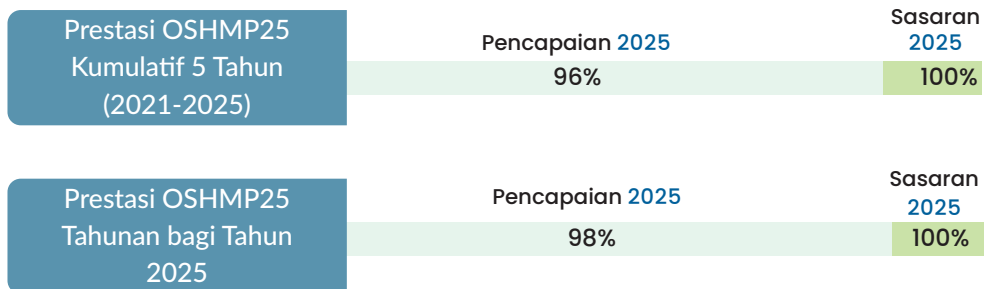 Prestasi OSHMP25
Kumulatif 5 Tahun
(2021-2025)
Pencapaian 2025
96%
Sasaran
2025
100%
Prestasi OSHMP25
Tahunan bagi Tahun
2025
Pencapaian 2025
98%
Sasaran
2025
100%